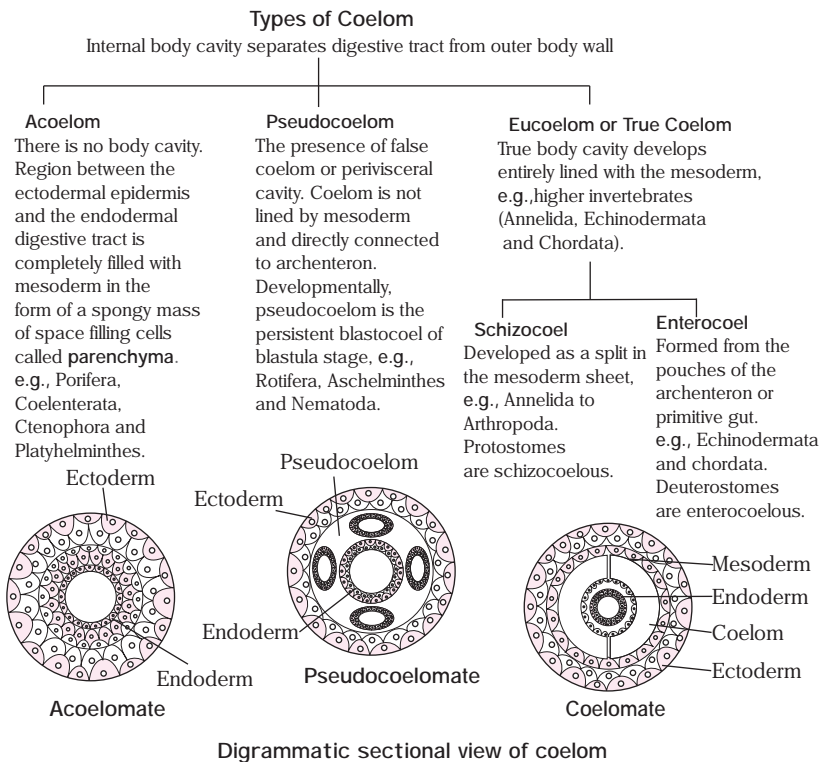 Types of Coelom
Internal body cavity separates digestive tract from outer body wall
Acoelom
There is no body cavity.
Region between the
ectodermal epidermis
and the endodermal
digestive tract is
completely filled with
mesoderm in the
form of a spongy mass
of space filling cells
called parenchyma.
e.g., Porifera,
Coelenterata,
Ctenophora and
Platyhelminthes.
Pseudocoelom
The presence of false
coelom or perivisceral
cavity. Coelom is not
lined by mesoderm
and directly connected
to archenteron.
Developmentally,
pseudocoelom is the
persistent blastocoel of
blastula stage, e.g.,
Rotifera, Aschelminthes
and Nematoda.
Eucoelom or True Coelom
True body cavity develops
entirely lined with the mesoderm,
e.g.,higher invertebrates
(Annelida, Echinodermata
and Chordata).
Schizocoel
Developed as a split in
the mesoderm sheet,
e.g., Annelida to
Arthropoda.
Protostomes
are schizocoelous.
Enterocoel
Formed from the
pouches of the
archenteron or
primitive gut.
e.g., Echinodermata
and chordata.
Deuterostomes
are enterocoelous.
Ectoderm
Endoderm
Acoelomate
Pseudocoelom
Ectoderm
Endoderm
Pseudocoelomate
Mesoderm
Endoderm
Coelom
Ectoderm
Coelomate
Digrammatic sectional view of coelom